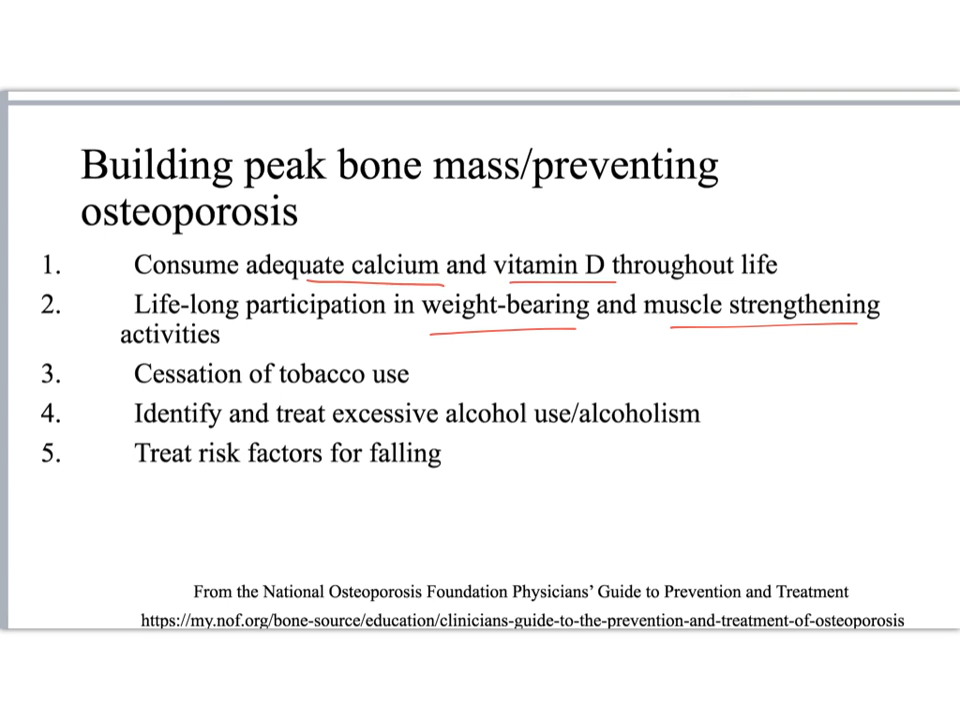 Building peak bone mass/preventing
osteoporosis
1. Consume adequate calcium and vitamin D throughout life
2. Life-long participation in weight-bearing and muscle strengthening
activities
3. Cessation of tobacco use
4. Identify and treat excessive alcohol use/alcoholism
5. Treat risk factors for falling
From the National Osteoporosis Foundation Physicians’ Guide to Prevention and Treatment
https://my.nof.org/bone-source/education/clinicians-guide-to-the-prevention-and-treatment-of-osteoporosis